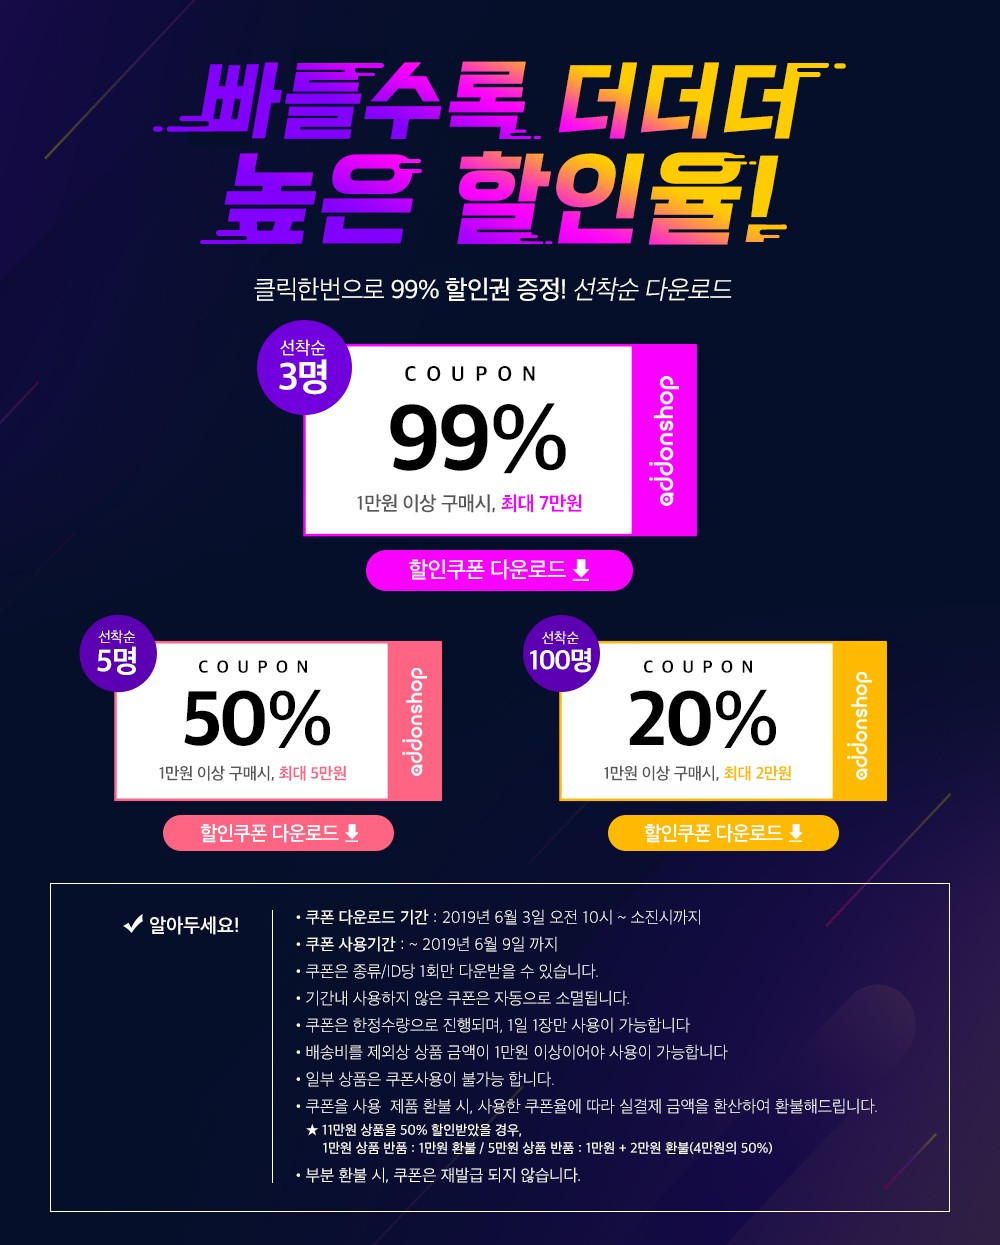 빠를수록 더더더
높은 할인율!
클릭한번으로 99% 할인권 증정! 선착순 다운로드
선착순
3명
COUPON
99%
1만원 이상 구매시, 최대 7만원
addonshop
할인쿠폰 다운로드
선착순
5명
COUPON
50%
1만원 이상 구매시, 최대 5만원
addonshop
할인쿠폰 다운로드
선착순
100명
COUPON
20%
1만원 이상 구매시, 최대 2만원
addonshop
할인쿠폰 다운로드
알아두세요!
• 쿠폰 다운로드 기간 : 2019년 6월 3일 오전 10시 ~ 소진시까지
• 쿠폰 사용기간 : ~ 2019년 6월 9일 까지
• 쿠폰은 종류/ID당 1회만 다운받을 수 있습니다.
• 기간내 사용하지 않은 쿠폰은 자동으로 소멸됩니다.
• 쿠폰은 한정수량으로 진행되며, 1일 1장만 사용이 가능합니다
• 배송비를 제외상 상품 금액이 1만원 이상이어야 사용이 가능합니다
• 일부 상품은 쿠폰사용이 불가능 합니다.
• 쿠폰을 사용 제품 환불 시, 사용한 쿠폰율에 따라 실결제 금액을 환산하여 환불해드립니다.
★ 11만원 상품을 50% 할인받았을 경우,
1만원 상품 반품 : 1만원 환불 / 5만원 상품 반품 : 1만원 + 2만원 환불(4만원의 50%)
• 부분 환불 시, 쿠폰은 재발급 되지 않습니다.